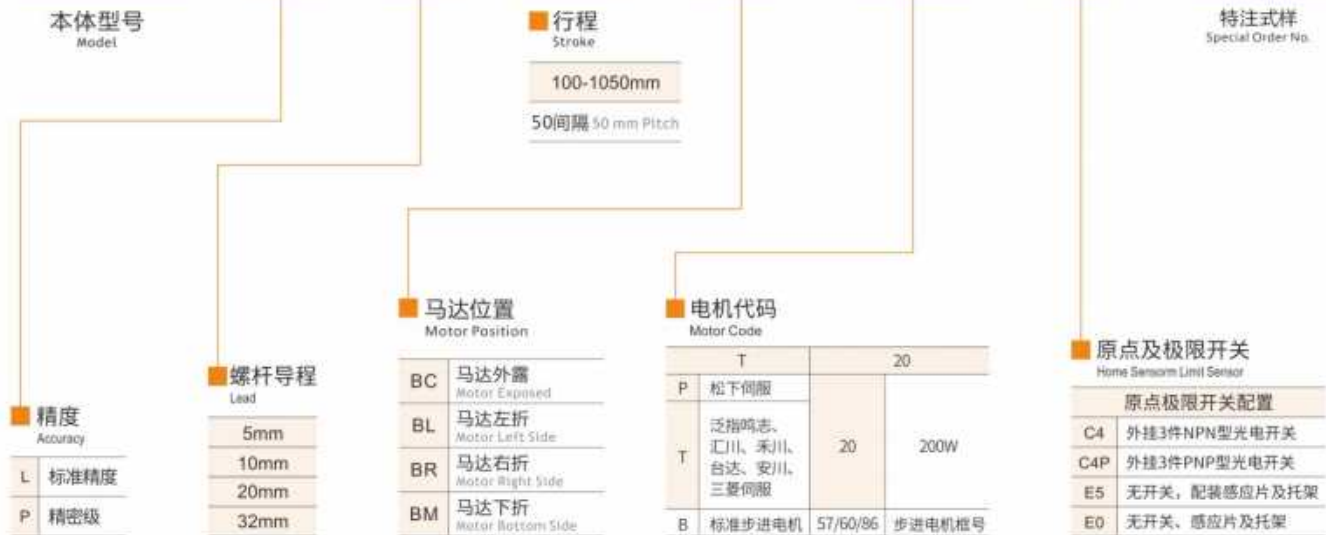 本体型号
Model
行程
Stroke
100-1050mm
50间隔 50 mm Pitch
特注式样
Special Order No.
精度
Accuracy
L 标准精度
P 精密级
螺杆导程
Lead
5mm
10mm
20mm
32mm
马达位置
Motor Position
BC 马达外露
Motor Exposed
BL 马达左折
Motor Left Side
BR 马达右折
Motor Right Side
BM 马达下折
Motor Bottom Side
电机代码
Motor Code
T 20
P 松下伺服
T 泛指鸣志、
汇川、禾川、
台达、安川、
三菱伺服
20 200W
B 标准步进电机 57/60/86 步进电机框号
原点及极限开关
Home Sensorm Limit Sensor
原点极限开关配置
C4 外挂3件NPN型光电开关
C4P 外挂3件PNP型光电开关
E5 无开关，配装感应片及托架
E0 无开关、感应片及托架